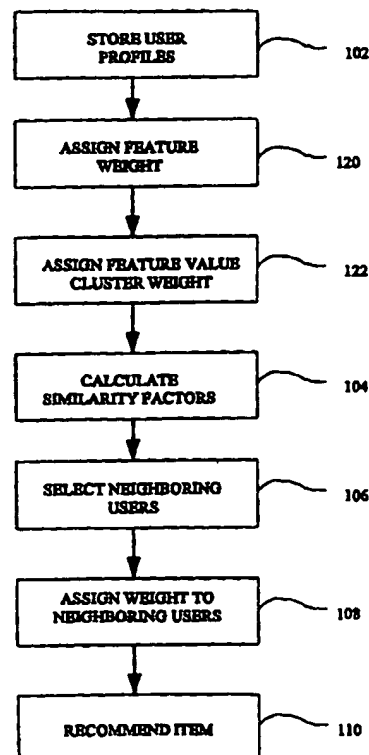 STORE USER
PROFILES
102
ASSIGN FEATURE
WEIGHT
120
ASSIGN FEATURE VALUE
CLUSTER WEIGHT
122
CALCULATE
SIMILARITY FACTORS
104
SELECT NEIGHBORING
USERS
106
ASSIGN WEIGHT TO
NEIGHBORING USERS
108
RECOMMEND ITEM
110